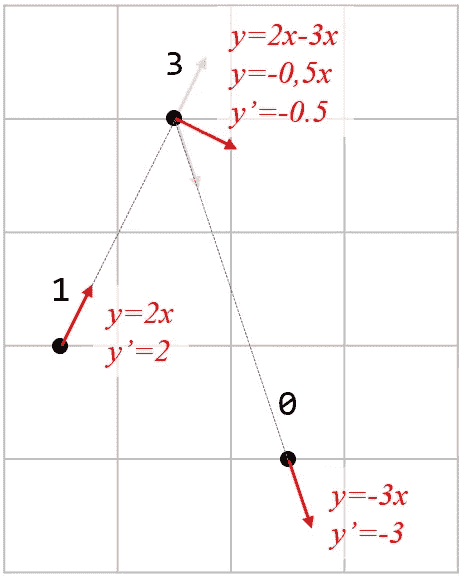 3
y=2x-3x
y=-0,5x
y’=-0.5
1
y=2x
y’=2
0
y=-3x
y’=-3